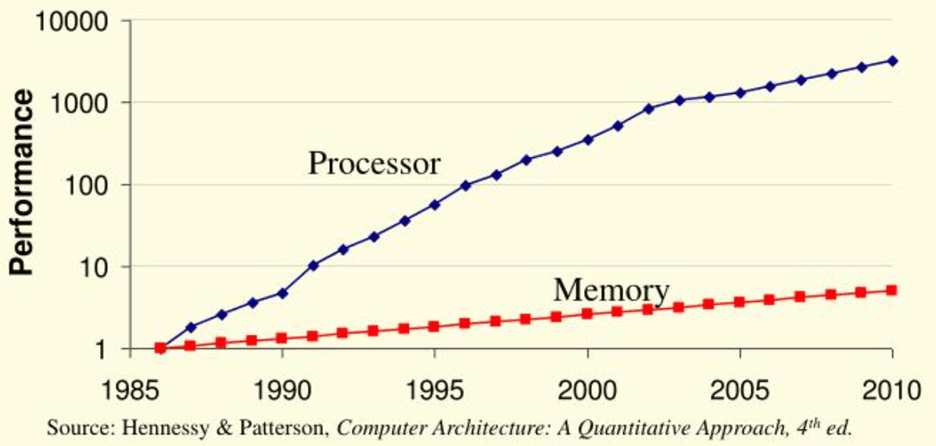 10000
1000
100
10
1
Performance
Processor
Memory
1985 1990 1995 2000 2005 2010
Source: Hennessy & Patterson, Computer Architecture: A Quantitative Approach, 4th ed.